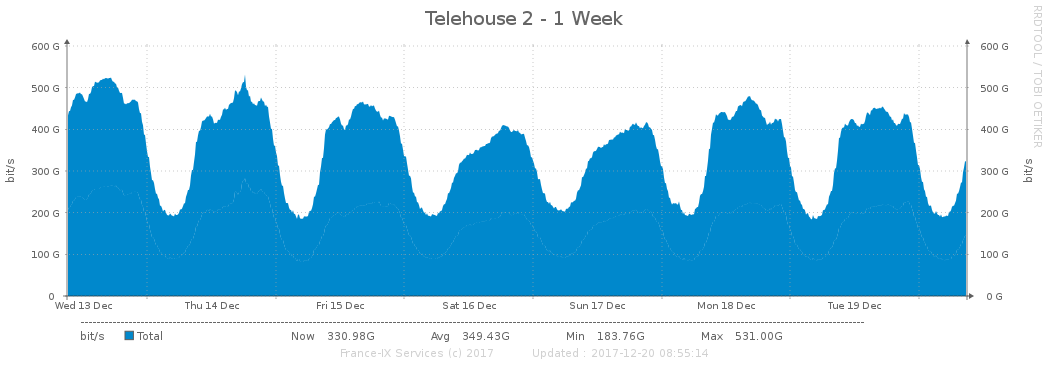 Telehouse 2 - 1 Week
RRDTOOL / TOBI OETIKER
600 G 600 G
500 G 500 G
400 G 400 G
300 G 300 G
200 G 200 G
100 G 100 G
0 0 G
bit/s bit/s
Wed 13 Dec Thu 14 Dec Fri 15 Dec Sat 16 Dec Sun 17 Dec Mon 18 Dec Tue 19 Dec
bit/s Total Now 330.98G Avg 349.43G Min 183.76G Max 531.00G
France-IX Services (c) 2017 Updated : 2017-12-20 08:55:14